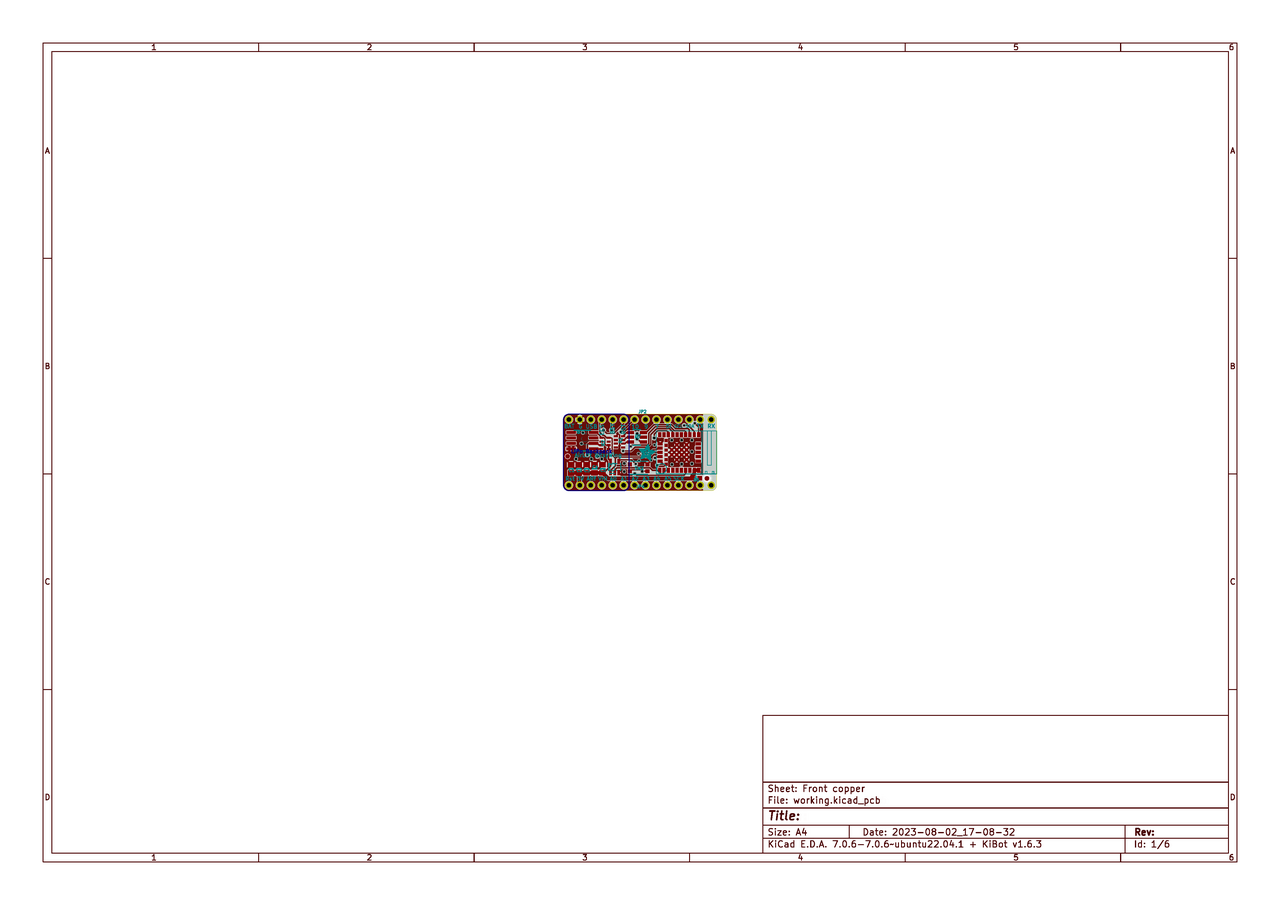 1 2 3 4 5 6
A A
JP2
RX
B B
C C
D D
Sheet: Front copper
File: working.kicad_pcb
Title:
Size: A4 Date: 2023-08-02_17-08-32 Rev:
KiCad E.D.A. 7.0.6-7.0.6~ubuntu22.04.1 + KiBot v1.6.3 Id: 1/6
1 2 3 4 5 6